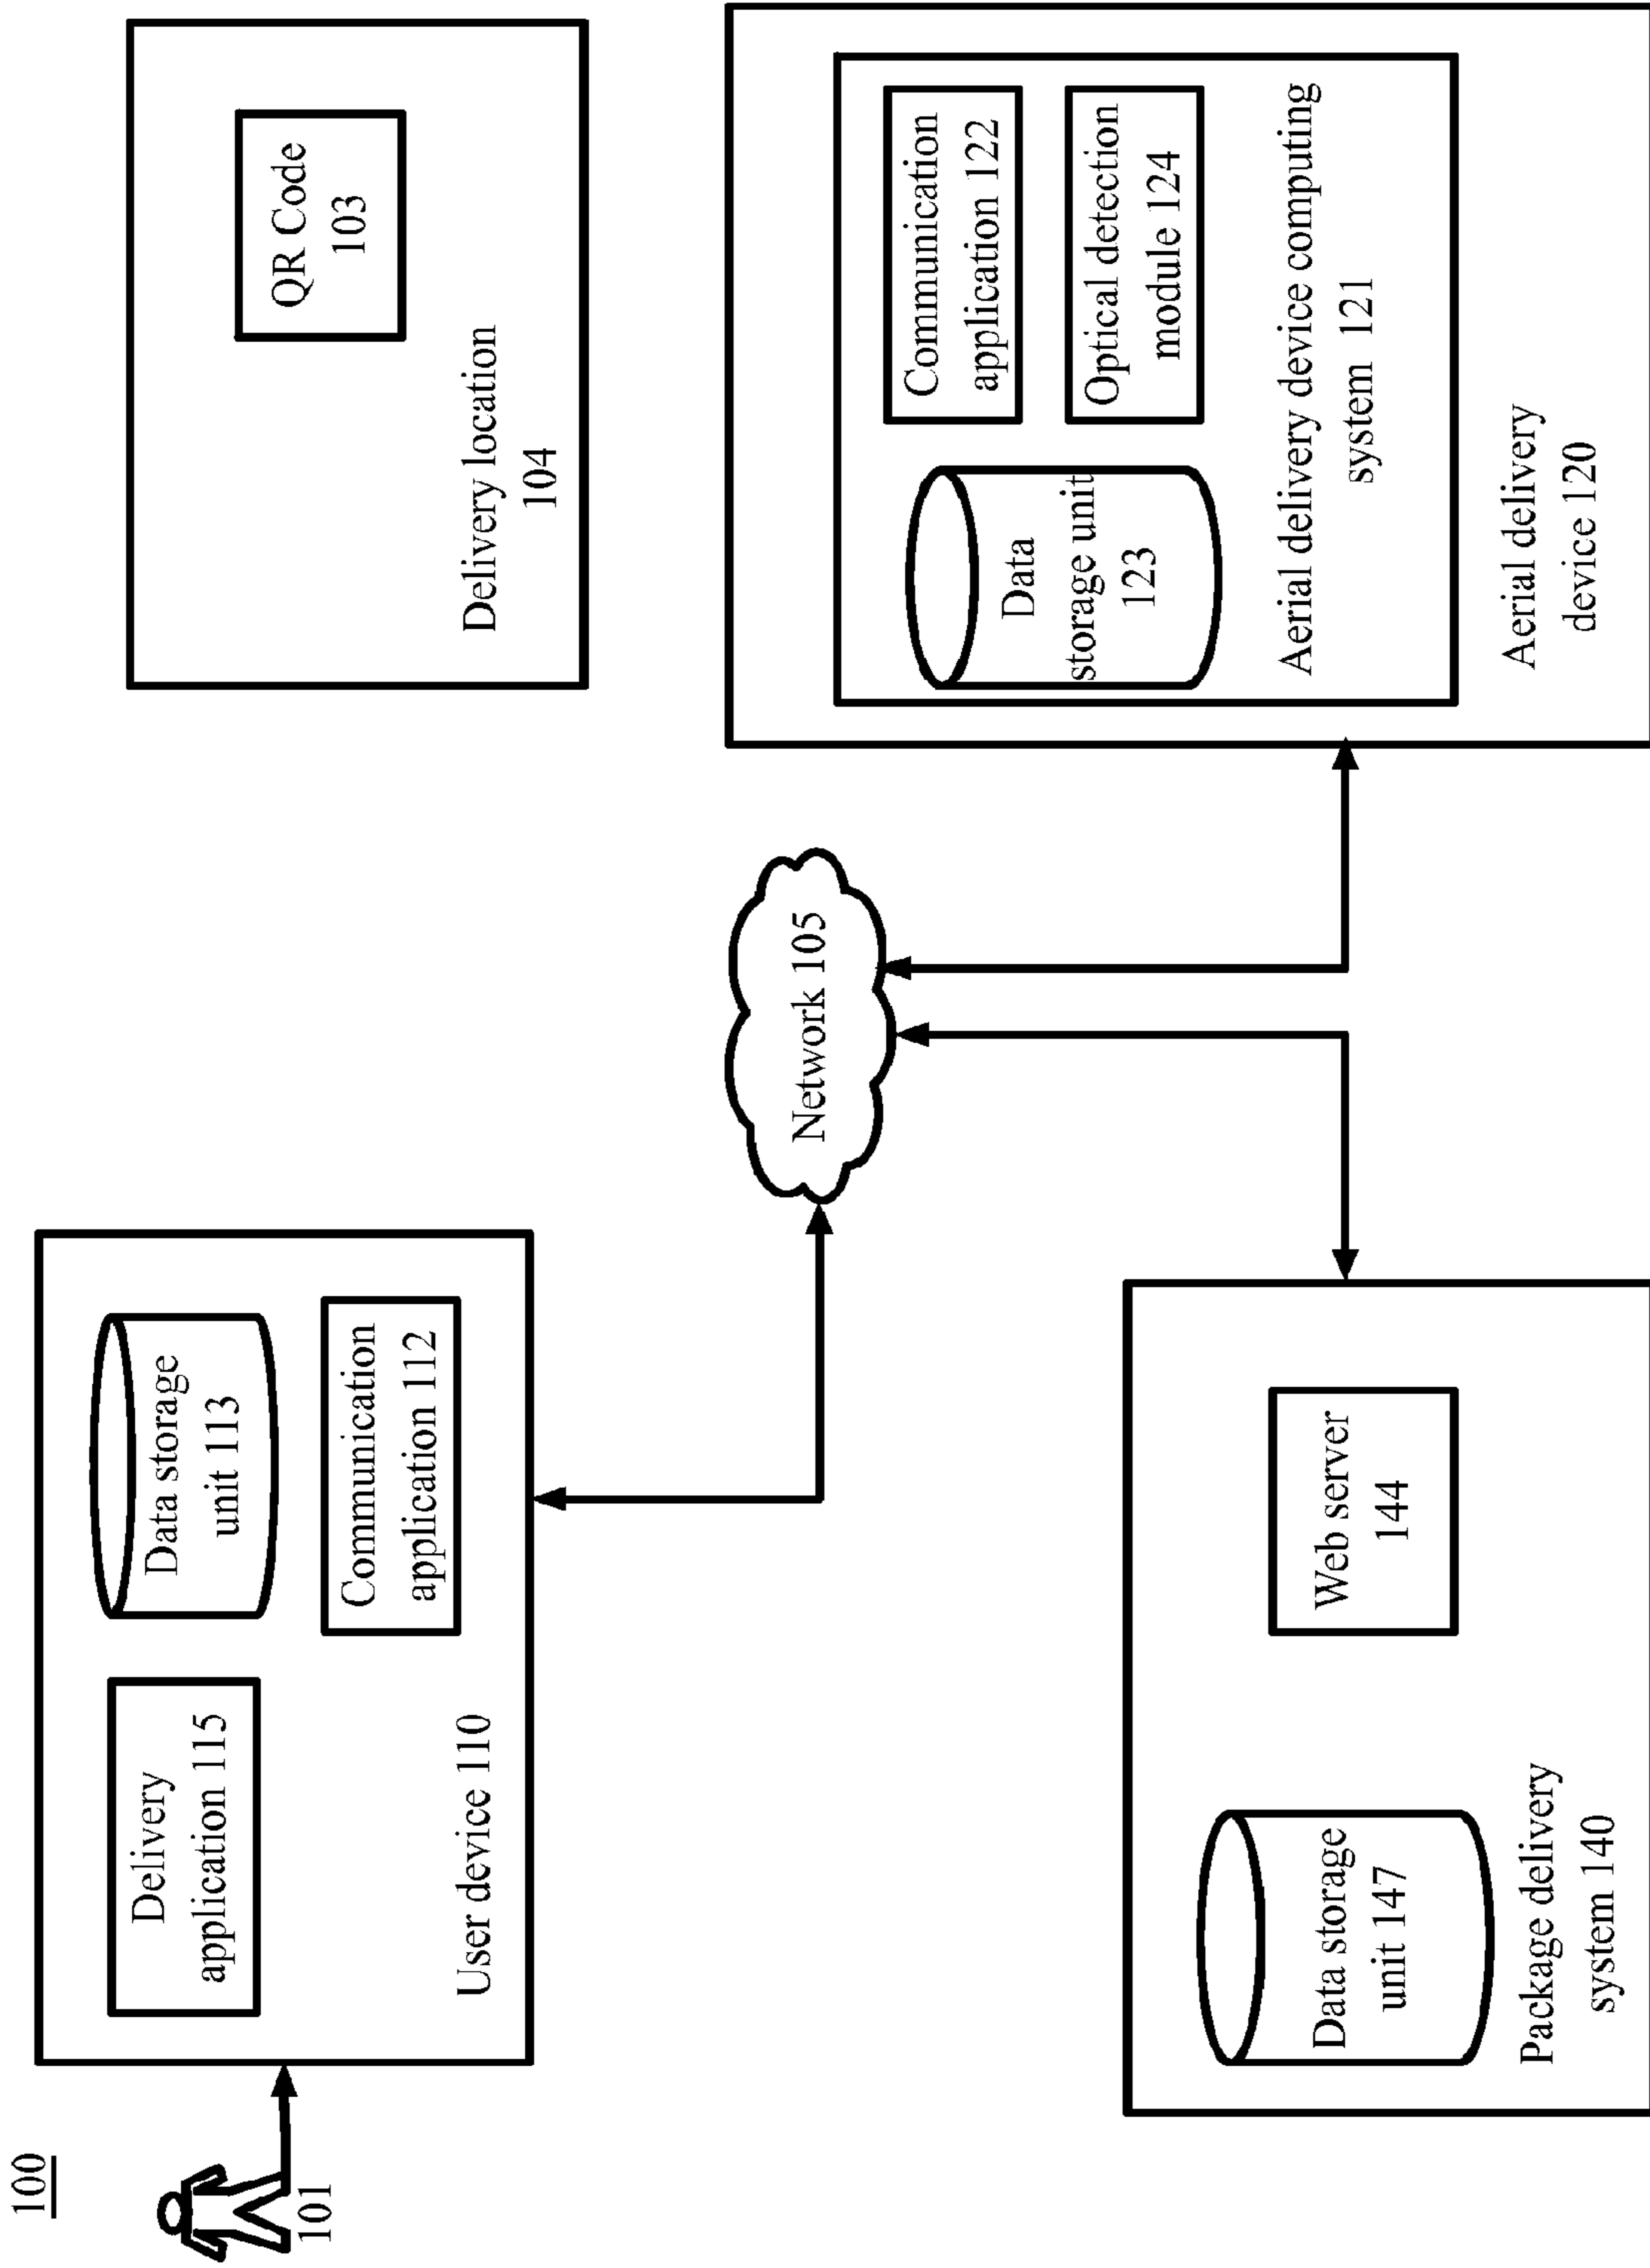 100
101
Delivery
application 115
Data storage
unit 113
Communication
application 112
User device 110
QR Code
103
Delivery location
104
Network 105
Data storage
unit 147
Web server
144
Package delivery
system 140
Data
storage unit
123
Communication
application 122
Optical detection
module 124
Aerial delivery device computing
system 121
Aerial delivery
device 120